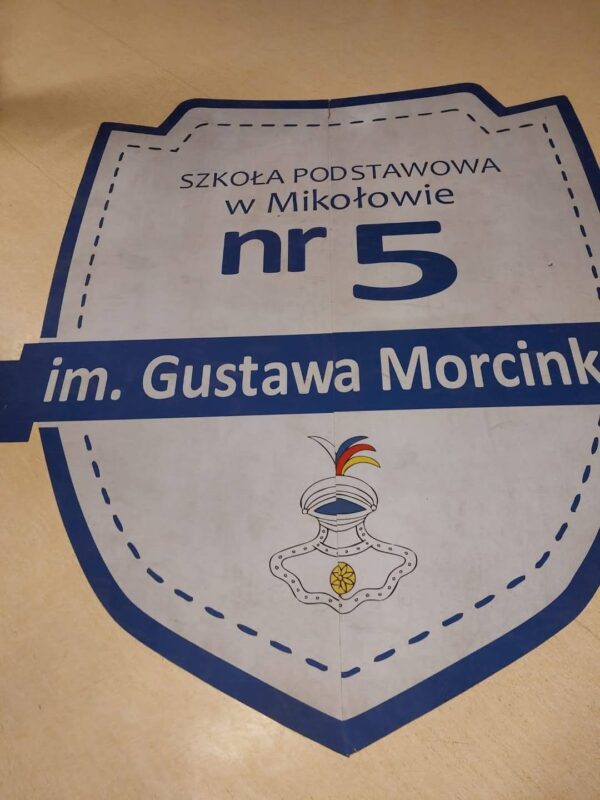 SZKOŁA PODSTAWOWA
w Mikołowie
nr 5
im. Gustawa Morcink